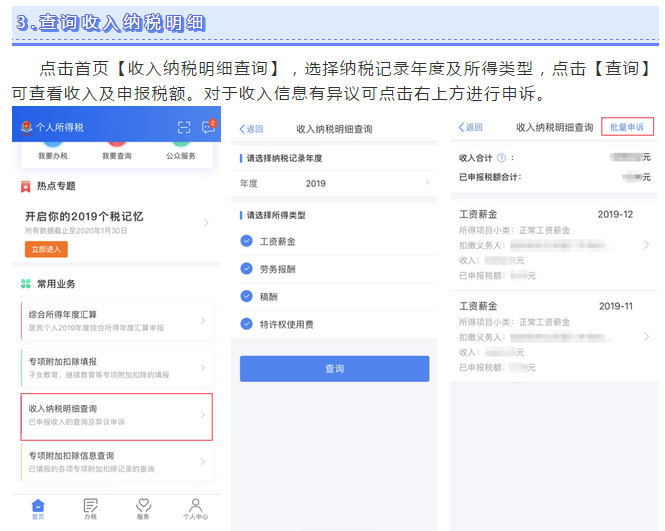 3.查询收入纳税明细
点击首页【收入纳税明细查询】，选择纳税记录年度及所得类型，点击【查询】
可查看收入及申报税额。对于收入信息有异议可点击右上方进行申诉。
个人所得税
2
我要办税
我要查询
公众服务
热点专题
开启你的2019个税记忆
所有数据截止至2020年1月30日
立即进入
常用业务
综合所得年度汇算
居民个人2019年度综合所得年度汇算申报
专项附加扣除填报
子女教育、继续教育等专项附加扣除的填报
收入纳税明细查询
已申报收入的查询及异议申诉
专项附加扣除信息查询
已填报的各项专项附加扣除记录的查询
首页
办税
服务
个人中心
返回
收入纳税明细查询
请选择纳税记录年度
年度 2019
请选择所得类型
工资薪金
劳务报酬
稿酬
特许权使用费
查询
返回
收入纳税明细查询
批量申诉
收入合计 ? ：
元
已申报税额合计：
元
工资薪金 2019-12
所得项目小类：正常工资薪金
扣缴义务人：
收入： 元
已申报税额： 元
工资薪金 2019-11
所得项目小类：正常工资薪金
扣缴义务人：
收入： 元
已申报税额： 元